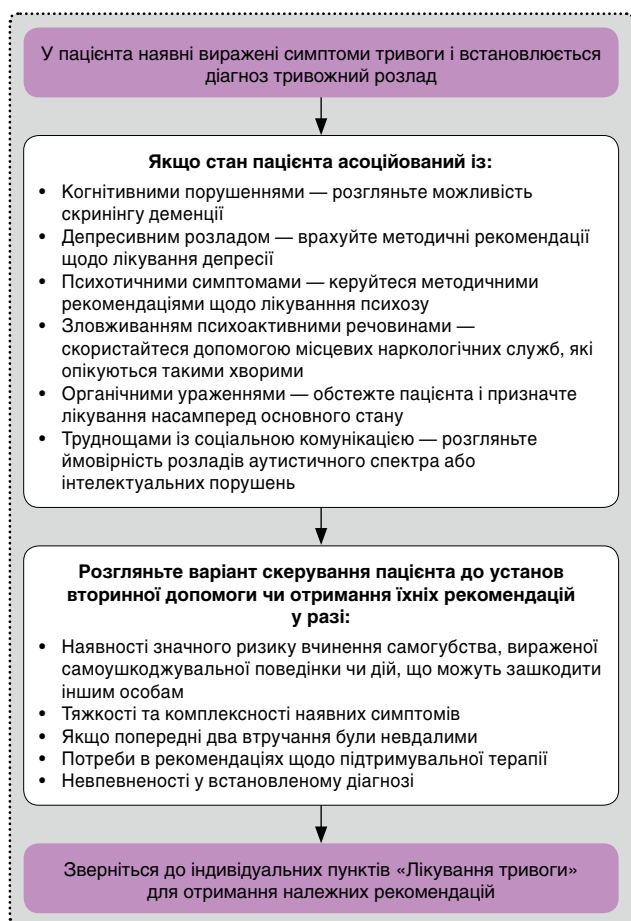 У пацієнта наявні виражені симптоми тривоги і встановлюється
діагноз тривожний розлад
Якщо стан пацієнта асоційований із:
• Когнітивними порушеннями — розгляньте можливість
скринінгу деменції
• Депресивним розладом — врахуйте методичні рекомендації
щодо лікування депресії
• Психотичними симптомами — керуйтеся методичними
рекомендаціями щодо лікуванння психозу
• Зловживанням психоактивними речовинами —
скористайтеся допомогою місцевих наркологічних служб, які
опікуються такими хворими
• Органічними ураженнями — обстежте пацієнта і призначте
лікування насамперед основного стану
• Труднощами із соціальною комунікацією — розгляньте
ймовірність розладів аутистичного спектра або
інтелектуальних порушень
Розгляньте варіант скерування пацієнта до установ
вторинної допомоги чи отримання їхніх рекомендацій
у разі:
• Наявності значного ризику вчинення самогубства, вираженої
самоушкоджувальної поведінки чи дій, що можуть зашкодити
іншим особам
• Тяжкості та комплексності наявних симптомів
• Якщо попередні два втручання були невдалими
• Потреби в рекомендаціях щодо підтримувальної терапії
• Невпевненості у встановленому діагнозі
Зверніться до індивідуальних пунктів «Лікування тривоги»
для отримання належних рекомендацій